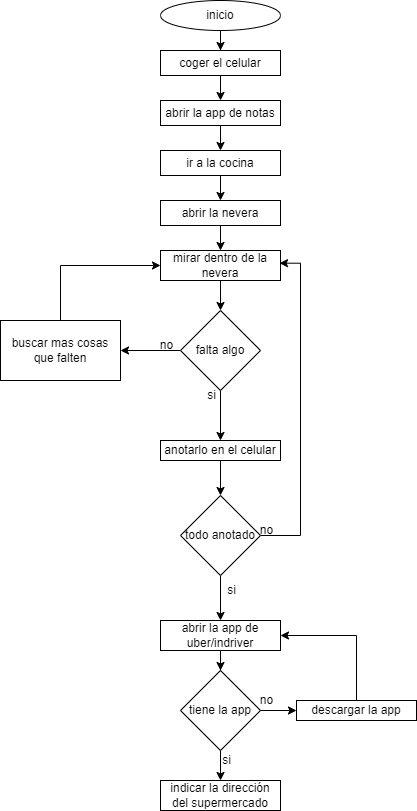 inicio
coger el celular
abrir la app de notas
ir a la cocina
abrir la nevera
mirar dentro de la
nevera
buscar mas cosas
que falten
no
falta algo
si
anotarlo en el celular
todo anotado
no
si
abrir la app de
uber/indriver
tiene la app
no
descargar la app
si
indicar la dirección
del supermercado